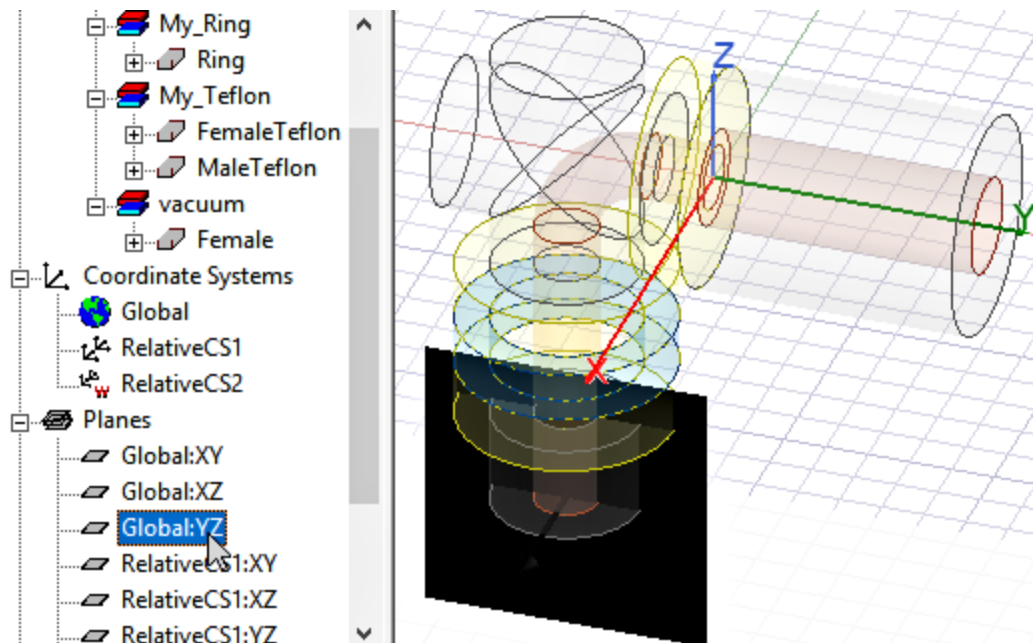 My_Ring
Ring
My_Teflon
FemaleTeflon
MaleTeflon
vacuum
Female
Coordinate Systems
Global
RelativeCS1
RelativeCS2
Planes
Global:XY
Global:XZ
Global:YZ
RelativeCS1:XY
RelativeCS1:XZ
RelativeCS1:YZ
Z
Y
X